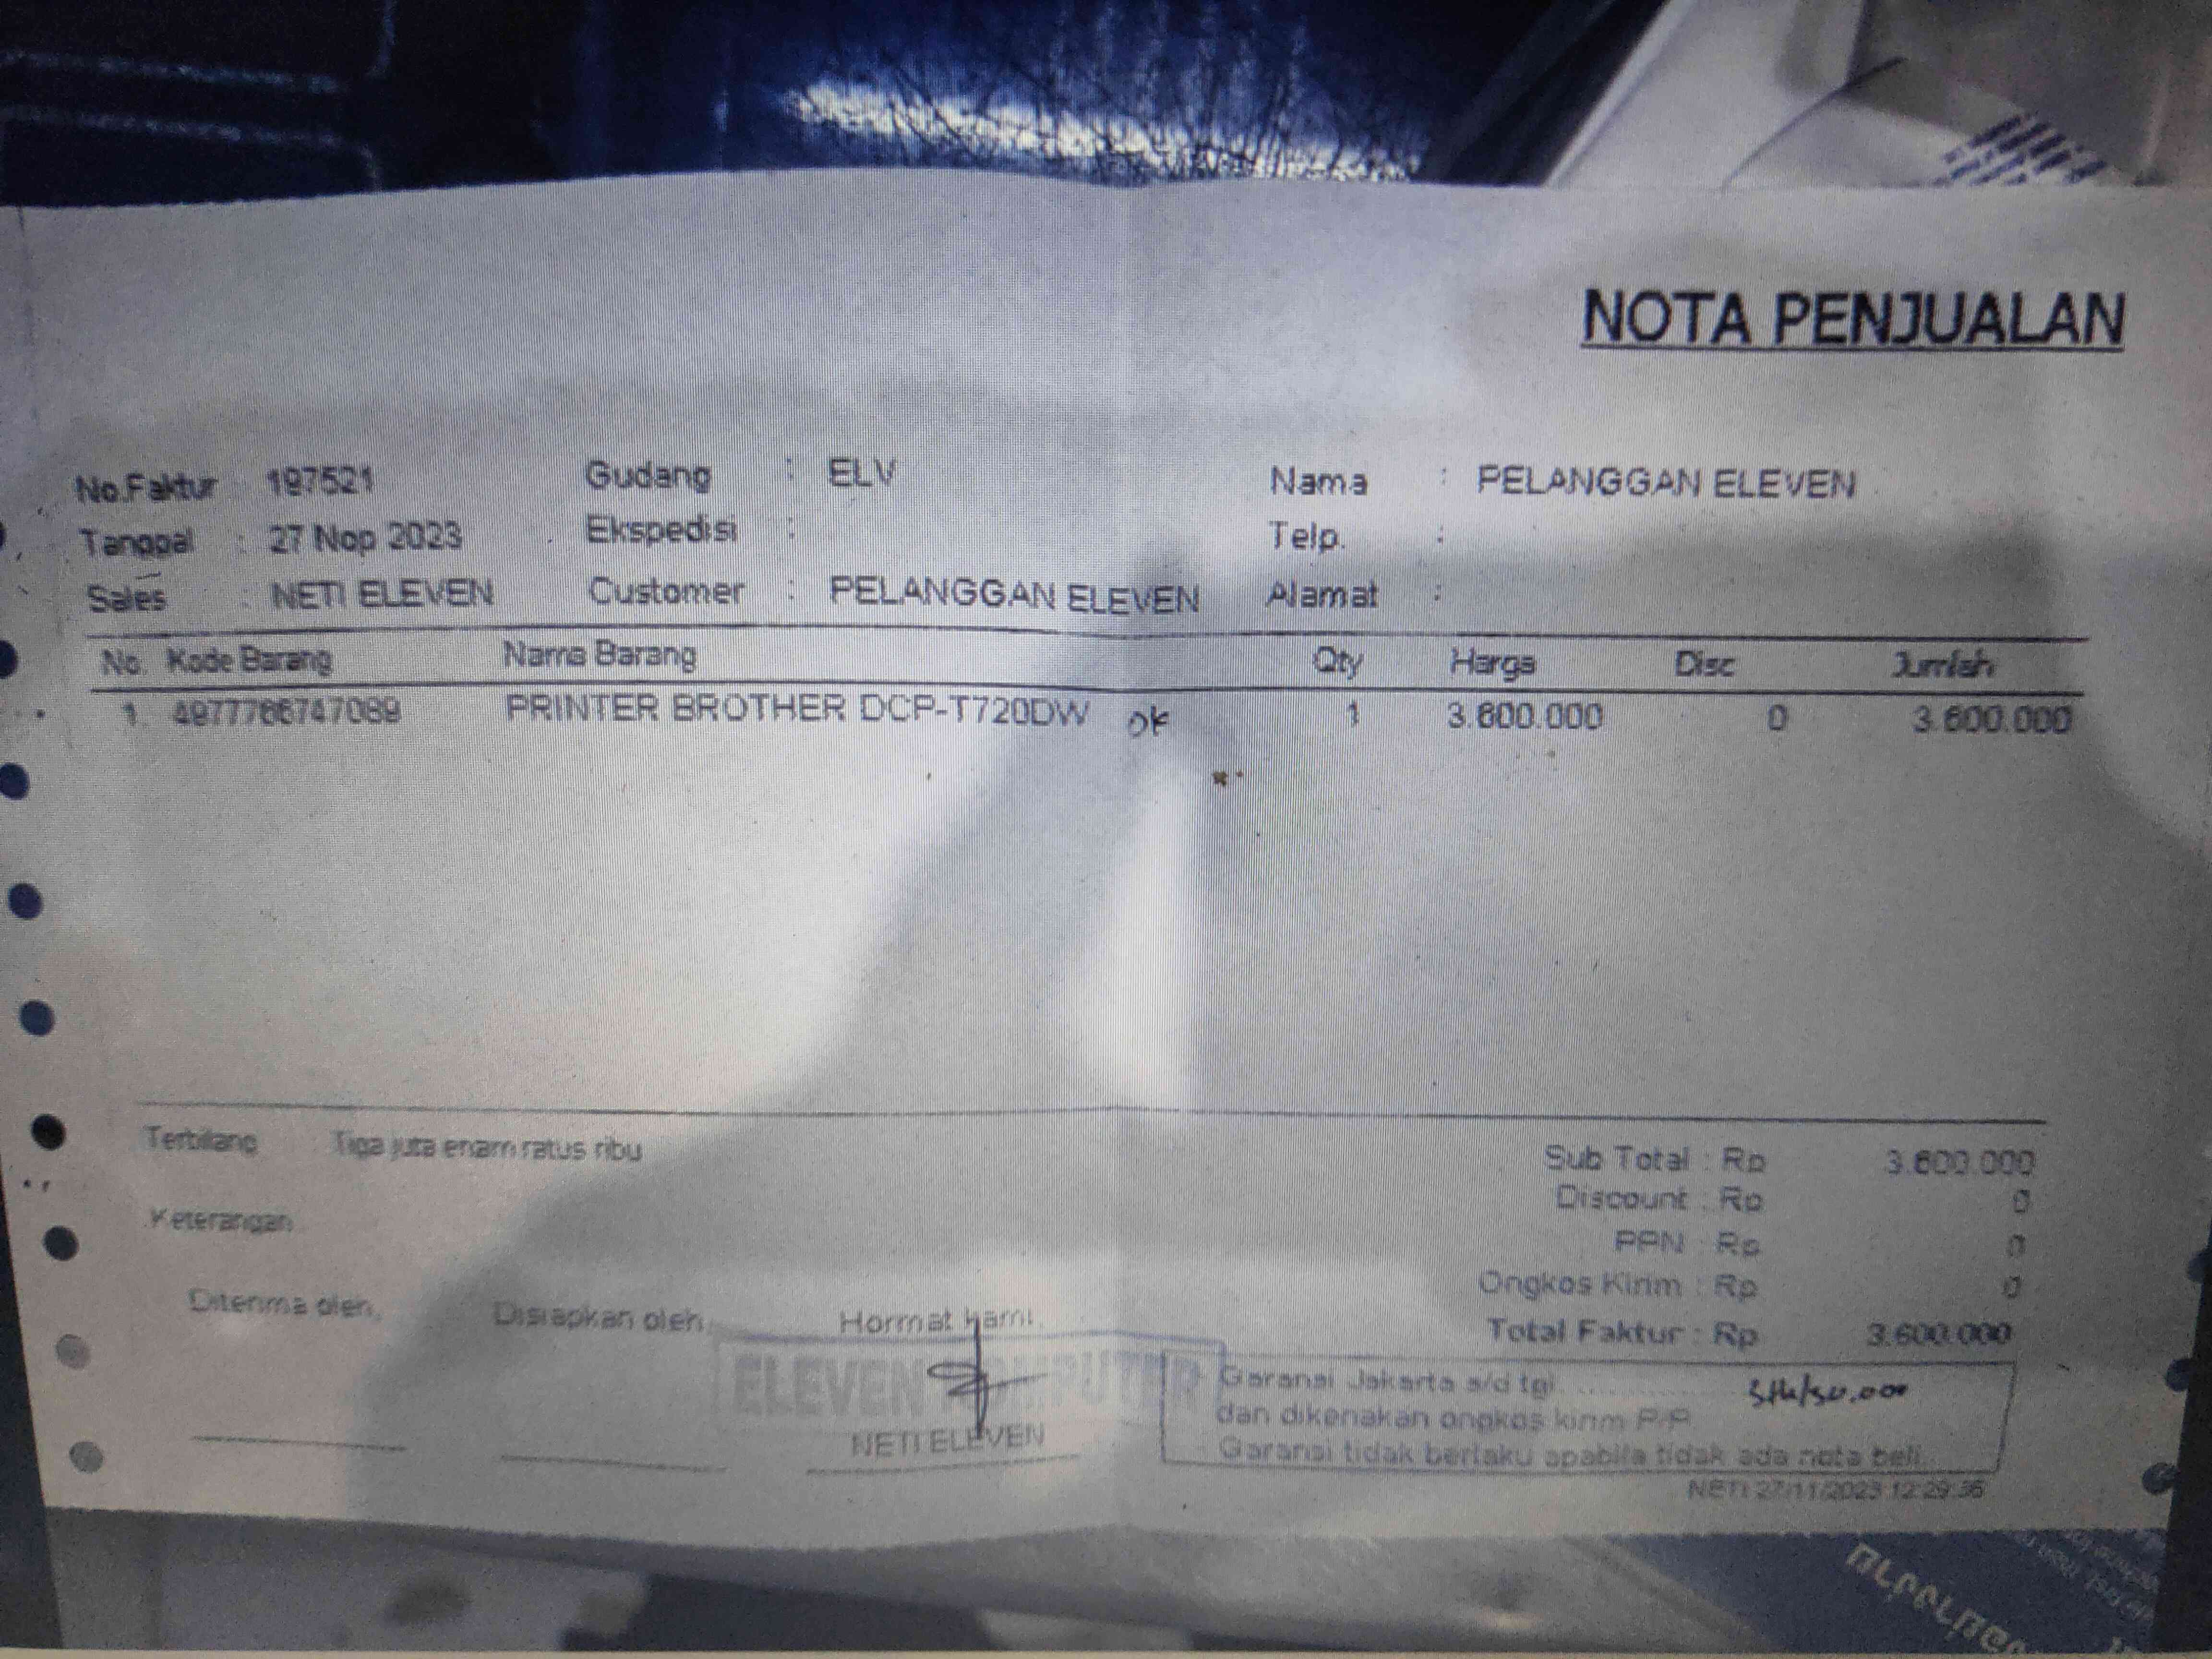 NOTA PENJUALAN
No.Faktur 197521 Gudang : ELV Nama : PELANGGAN ELEVEN
Tanggal : 27 Nop 2023 Ekspedisi : Telp. :
Sales : NETI ELEVEN Customer : PELANGGAN ELEVEN Alamat :
No. Kode Barang Nama Barang Qty Harga Disc Jumlah
1. 4977766747089 PRINTER BROTHER DCP-T720DW ok 1 3.600.000 0 3.600.000
Terbilang : Tiga juta enam ratus ribu
Sub Total : Rp 3.600.000
Discount : Rp 0
Keterangan
PPN : Rp 0
Ongkos Kirim : Rp 0
Total Faktur : Rp 3.600.000
Diterima oleh, Disiapkan oleh, Hormat kami,
ELEVEN KOMPUTER
NETI ELEVEN
Garansi Jakarta s/d tgl ............
dan dikenakan ongkos kirim P-P
Garansi tidak berlaku apabila tidak ada nota beli.
NETI 27/11/2023 12:29:36